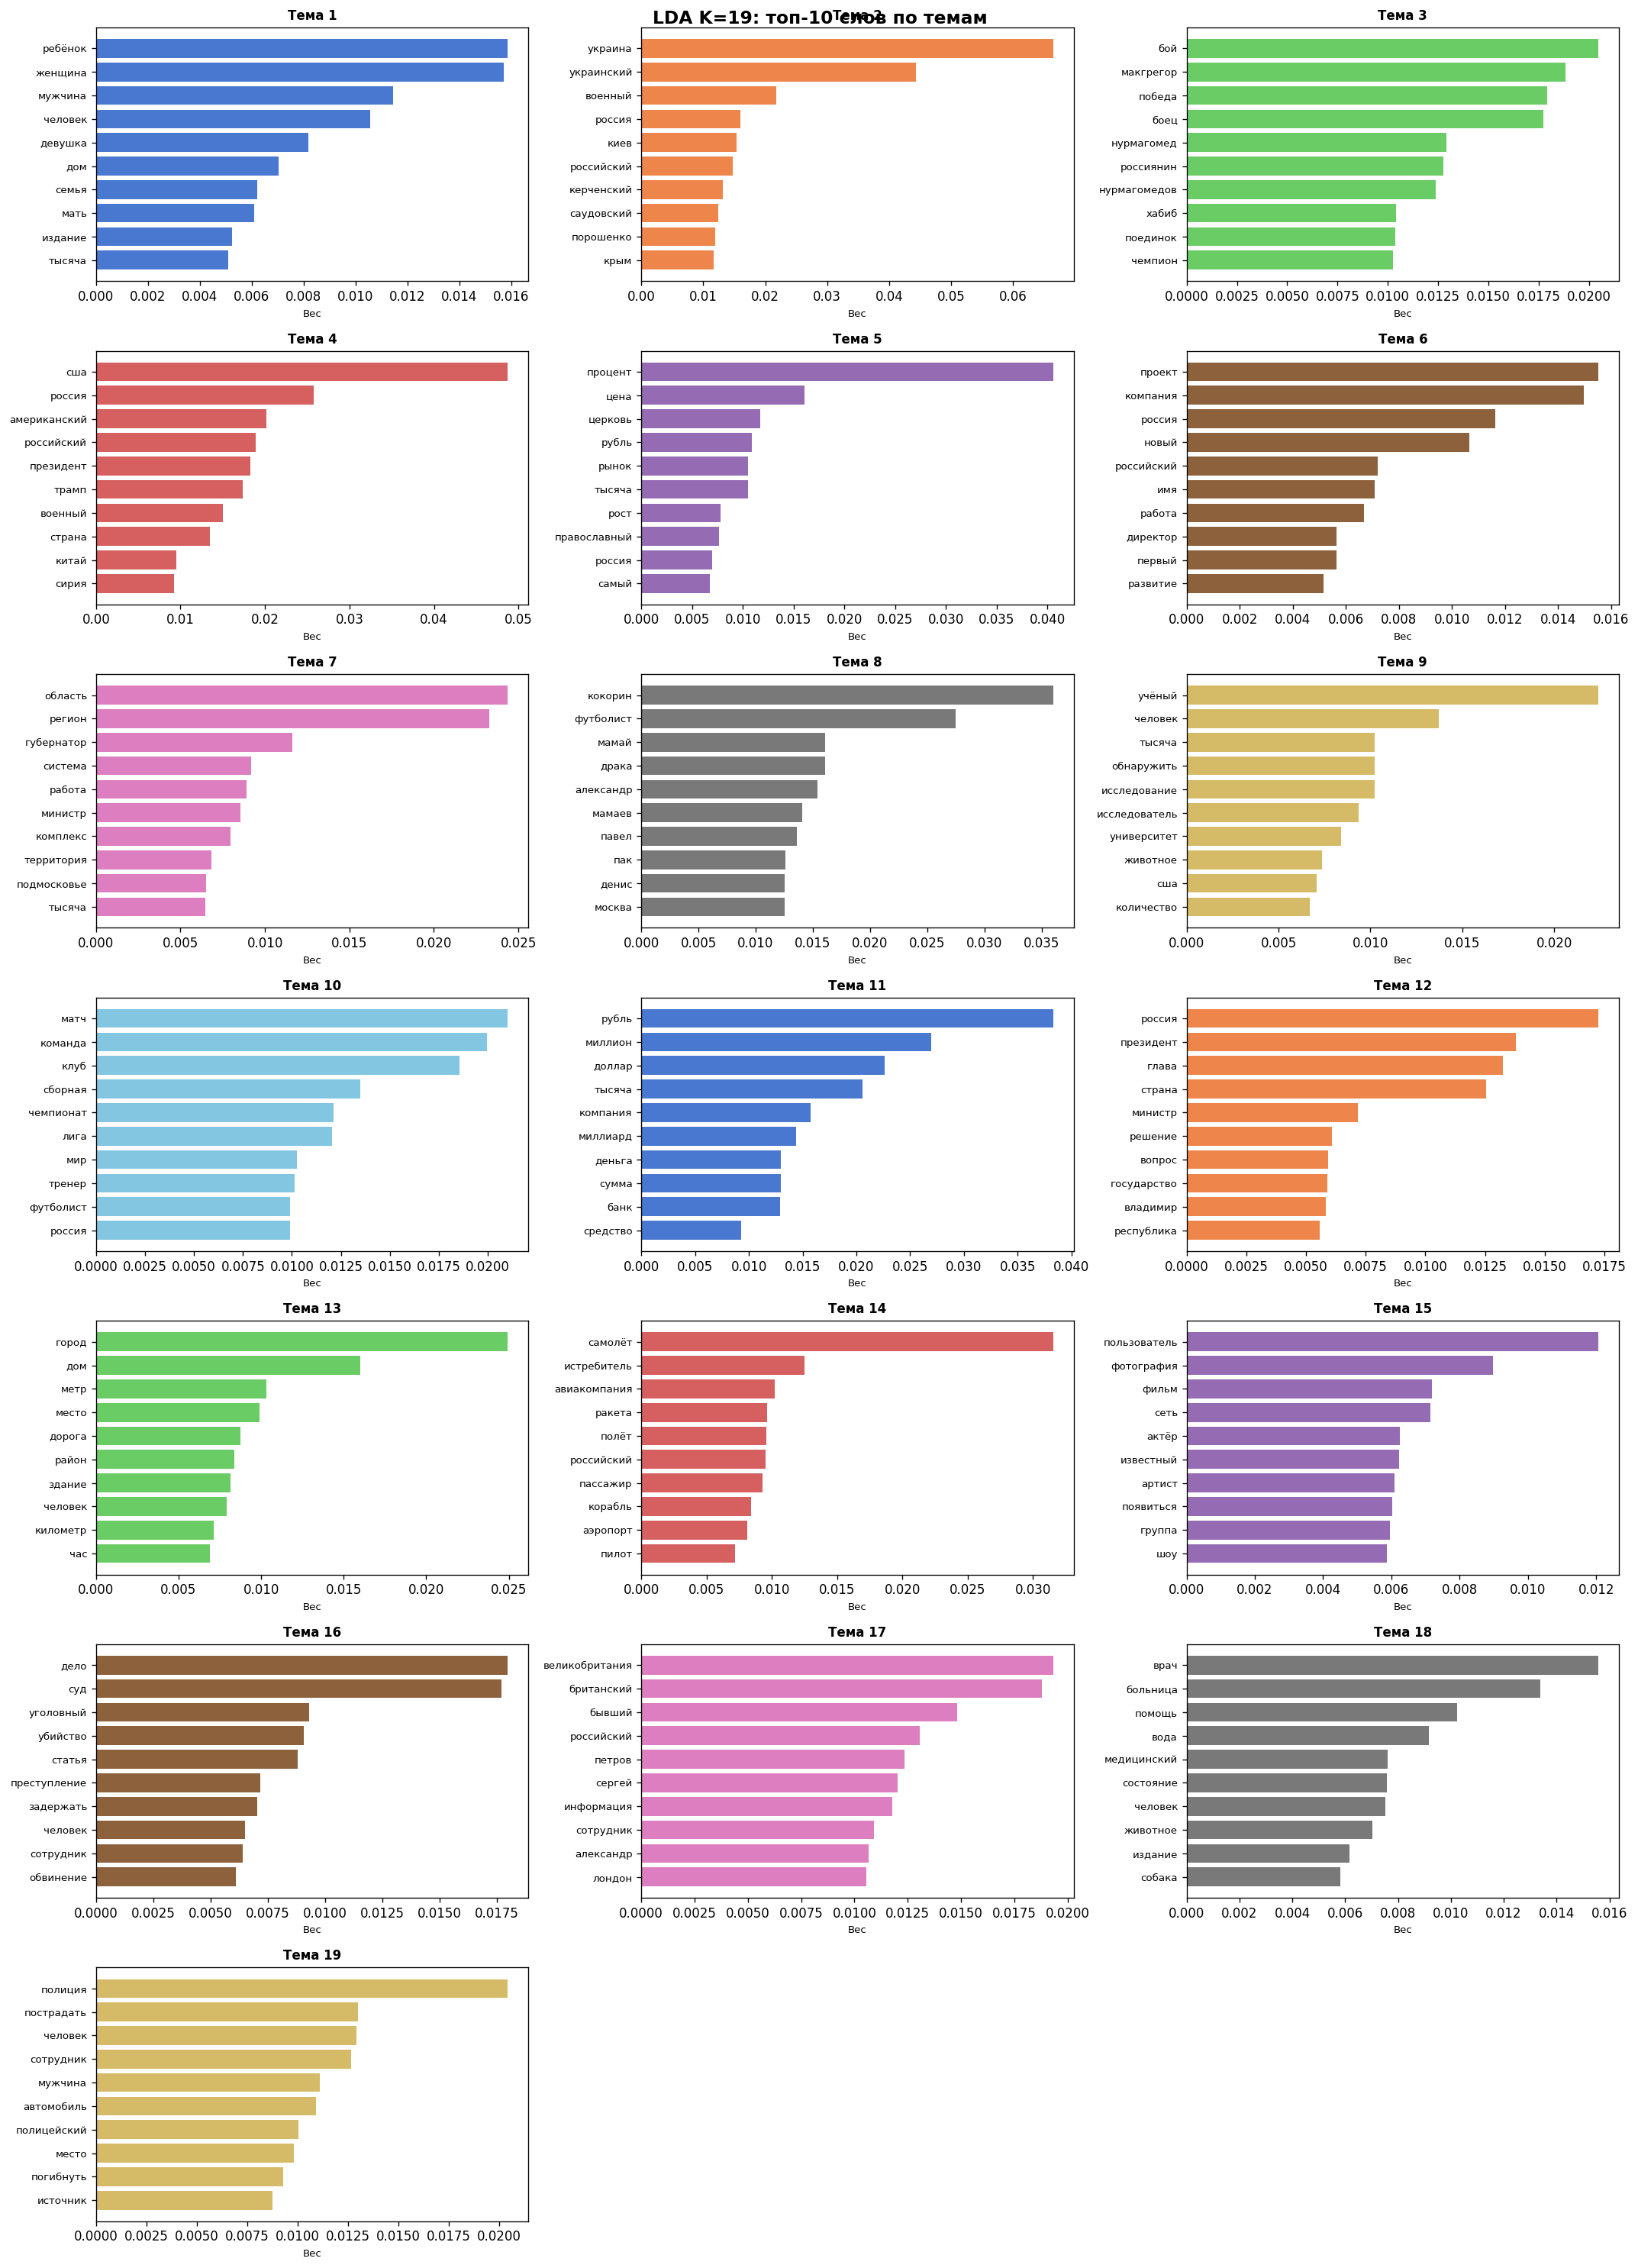 LDA K=19: топ-10 слов по темам
Тема 1
ребёнок
женщина
мужчина
человек
девушка
дом
семья
мать
издание
тысяча
0.000 0.002 0.004 0.006 0.008 0.010 0.012 0.014 0.016
Вес
Тема 2
украина
украинский
военный
россия
киев
российский
керченский
саудовский
порошенко
крым
0.00 0.01 0.02 0.03 0.04 0.05 0.06
Вес
Тема 3
бой
макгрегор
победа
боец
нурмагомед
россиянин
нурмагомедов
хабиб
поединок
чемпион
0.0000 0.0025 0.0050 0.0075 0.0100 0.0125 0.0150 0.0175 0.0200
Вес
Тема 4
сша
россия
американский
российский
президент
трамп
военный
страна
китай
сирия
0.00 0.01 0.02 0.03 0.04 0.05
Вес
Тема 5
процент
цена
церковь
рубль
рынок
тысяча
рост
православный
россия
самый
0.000 0.005 0.010 0.015 0.020 0.025 0.030 0.035 0.040
Вес
Тема 6
проект
компания
россия
новый
российский
имя
работа
директор
первый
развитие
0.000 0.002 0.004 0.006 0.008 0.010 0.012 0.014 0.016
Вес
Тема 7
область
регион
губернатор
система
работа
министр
комплекс
территория
подмосковье
тысяча
0.000 0.005 0.010 0.015 0.020 0.025
Вес
Тема 8
кокорин
футболист
мамай
драка
александр
мамаев
павел
пак
денис
москва
0.000 0.005 0.010 0.015 0.020 0.025 0.030 0.035
Вес
Тема 9
учёный
человек
тысяча
обнаружить
исследование
исследователь
университет
животное
сша
количество
0.000 0.005 0.010 0.015 0.020
Вес
Тема 10
матч
команда
клуб
сборная
чемпионат
лига
мир
тренер
футболист
россия
0.0000 0.0025 0.0050 0.0075 0.0100 0.0125 0.0150 0.0175 0.0200
Вес
Тема 11
рубль
миллион
доллар
тысяча
компания
миллиард
деньга
сумма
банк
средство
0.000 0.005 0.010 0.015 0.020 0.025 0.030 0.035 0.040
Вес
Тема 12
россия
президент
глава
страна
министр
решение
вопрос
государство
владимир
республика
0.0000 0.0025 0.0050 0.0075 0.0100 0.0125 0.0150 0.0175
Вес
Тема 13
город
дом
метр
место
дорога
район
здание
человек
километр
час
0.000 0.005 0.010 0.015 0.020 0.025
Вес
Тема 14
самолёт
истребитель
авиакомпания
ракета
полёт
российский
пассажир
корабль
аэропорт
пилот
0.000 0.005 0.010 0.015 0.020 0.025 0.030
Вес
Тема 15
пользователь
фотография
фильм
сеть
актёр
известный
артист
появиться
группа
шоу
0.000 0.002 0.004 0.006 0.008 0.010 0.012
Вес
Тема 16
дело
суд
уголовный
убийство
статья
преступление
задержать
человек
сотрудник
обвинение
0.0000 0.0025 0.0050 0.0075 0.0100 0.0125 0.0150 0.0175
Вес
Тема 17
великобритания
британский
бывший
российский
петров
сергей
информация
сотрудник
александр
лондон
0.0000 0.0025 0.0050 0.0075 0.0100 0.0125 0.0150 0.0175 0.0200
Вес
Тема 18
врач
больница
помощь
вода
медицинский
состояние
человек
животное
издание
собака
0.000 0.002 0.004 0.006 0.008 0.010 0.012 0.014 0.016
Вес
Тема 19
полиция
пострадать
человек
сотрудник
мужчина
автомобиль
полицейский
место
погибнуть
источник
0.0000 0.0025 0.0050 0.0075 0.0100 0.0125 0.0150 0.0175 0.0200
Вес